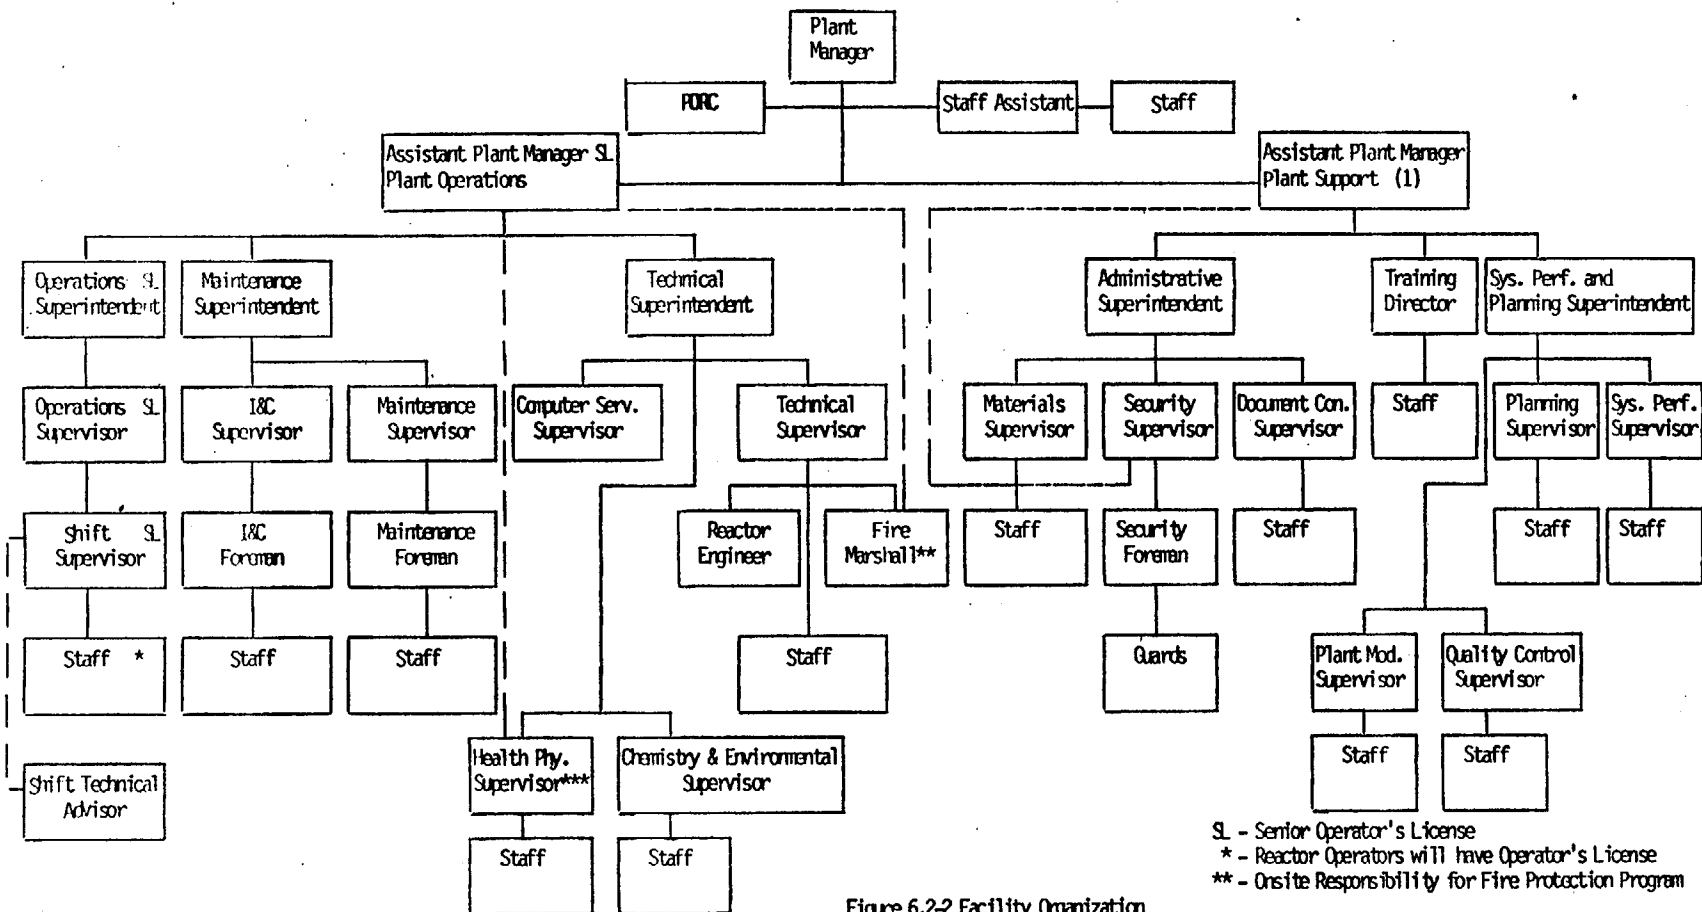 Plant
Manager
PORC
Staff Assistant
Staff
Assistant Plant Manager SL
Plant Operations
Assistant Plant Manager
Plant Support (1)
Operations SL
Superintendent
Maintenance
Superintendent
Technical
Superintendent
Administrative
Superintendent
Training
Director
Sys. Perf. and
Planning Superintendent
Operations SL
Supervisor
I&C
Supervisor
Maintenance
Supervisor
Computer Serv.
Supervisor
Technical
Supervisor
Materials
Supervisor
Security
Supervisor
Document Con.
Supervisor
Staff
Planning
Supervisor
Sys. Perf.
Supervisor
Shift SL
Supervisor
I&C
Foreman
Maintenance
Foreman
Reactor
Engineer
Fire
Marshall**
Staff
Security
Foreman
Staff
Staff
Staff
Staff *
Staff
Staff
Staff
Guards
Plant Mod.
Supervisor
Quality Control
Supervisor
Shift Technical
Advisor
Health Phy.
Supervisor***
Chemistry & Environmental
Supervisor
Staff
Staff
Staff
Staff
SL - Senior Operator's License
* - Reactor Operators will have Operator's License
** - Onsite Responsibility for Fire Protection Program
Figure 6.2-2 Facility Organization